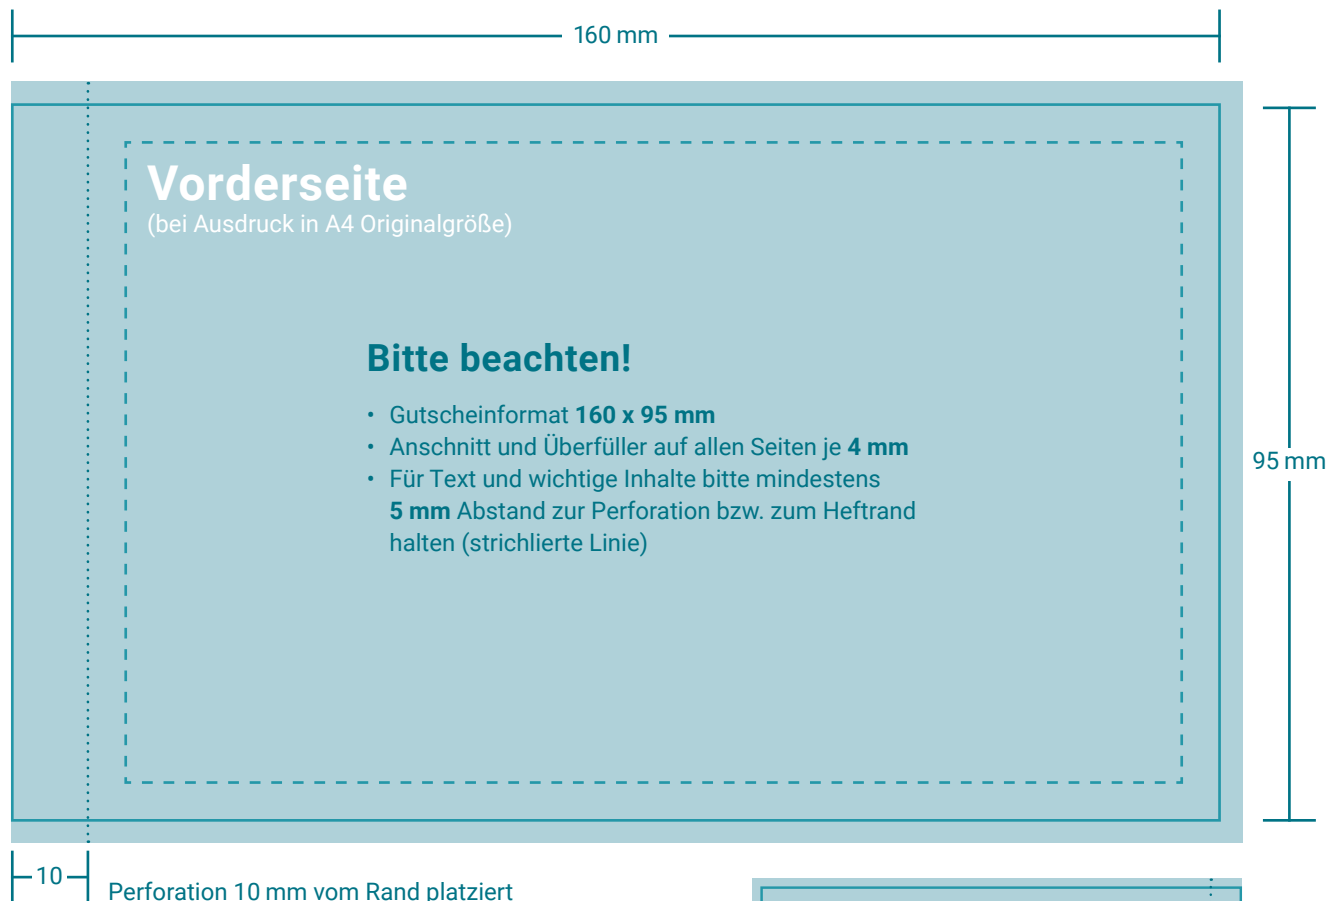 160 mm
Vorderseite
(bei Ausdruck in A4 Originalgröße)
Bitte beachten!
• Gutscheinformat 160 x 95 mm
• Anschnitt und Überfüller auf allen Seiten je 4 mm
• Für Text und wichtige Inhalte bitte mindestens
5 mm Abstand zur Perforation bzw. zum Heftrand
halten (strichlierte Linie)
95 mm
10
Perforation 10 mm vom Rand platziert